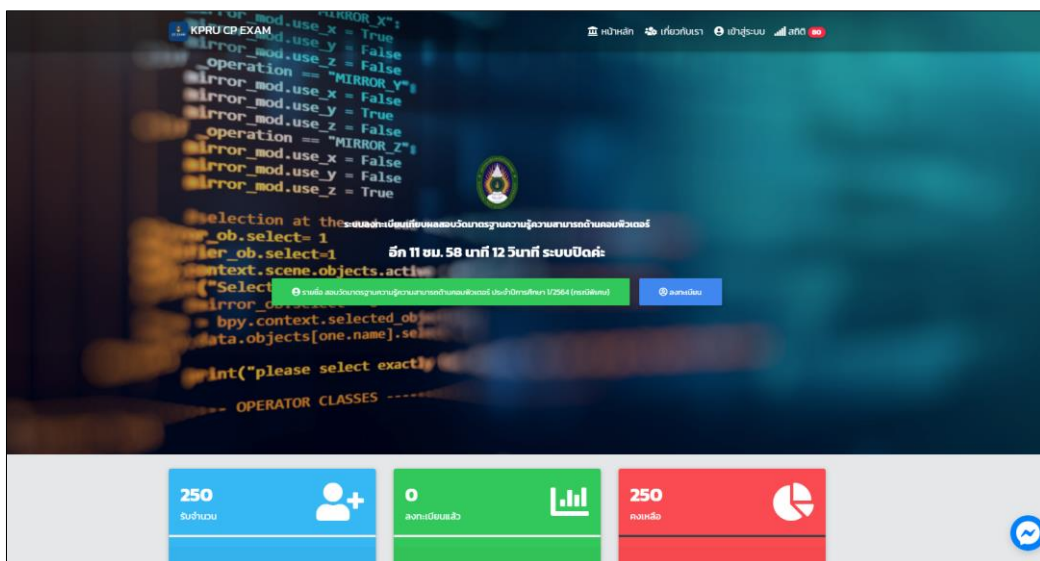 KPRU CP EXAM
หน้าหลัก
เกี่ยวกับเรา
เข้าสู่ระบบ
สถิติ 80
MIRROR_X":
mirror_mod.use_x = True
mirror_mod.use_y = False
mirror_mod.use_z = False
_operation == "MIRROR_Y":
mirror_mod.use_x = False
mirror_mod.use_y = True
mirror_mod.use_z = False
_operation == "MIRROR_Z":
mirror_mod.use_x = False
mirror_mod.use_y = False
mirror_mod.use_z = True
selection at the
_ob.select= 1
ler_ob.select=1
ntext.scene.objects.active
("Select
irror_ob.select
= bpy.context.selected_ob
data.objects[one.name].sel
print("please select exactly
--- OPERATOR CLASSES ----
ระบบลงทะเบียนเทียบผลสอบวัดมาตรฐานความรู้ความสามารถด้านคอมพิวเตอร์
อีก 11 ชม. 58 นาที 12 วินาที ระบบปิดค่ะ
รายชื่อ สอบวัดมาตรฐานความรู้ความสามารถด้านคอมพิวเตอร์ ประจำปีการศึกษา 1/2564 (กรณีพิเศษ)
ลงทะเบียน
250
รับจำนวน
0
ลงทะเบียนแล้ว
250
คงเหลือ